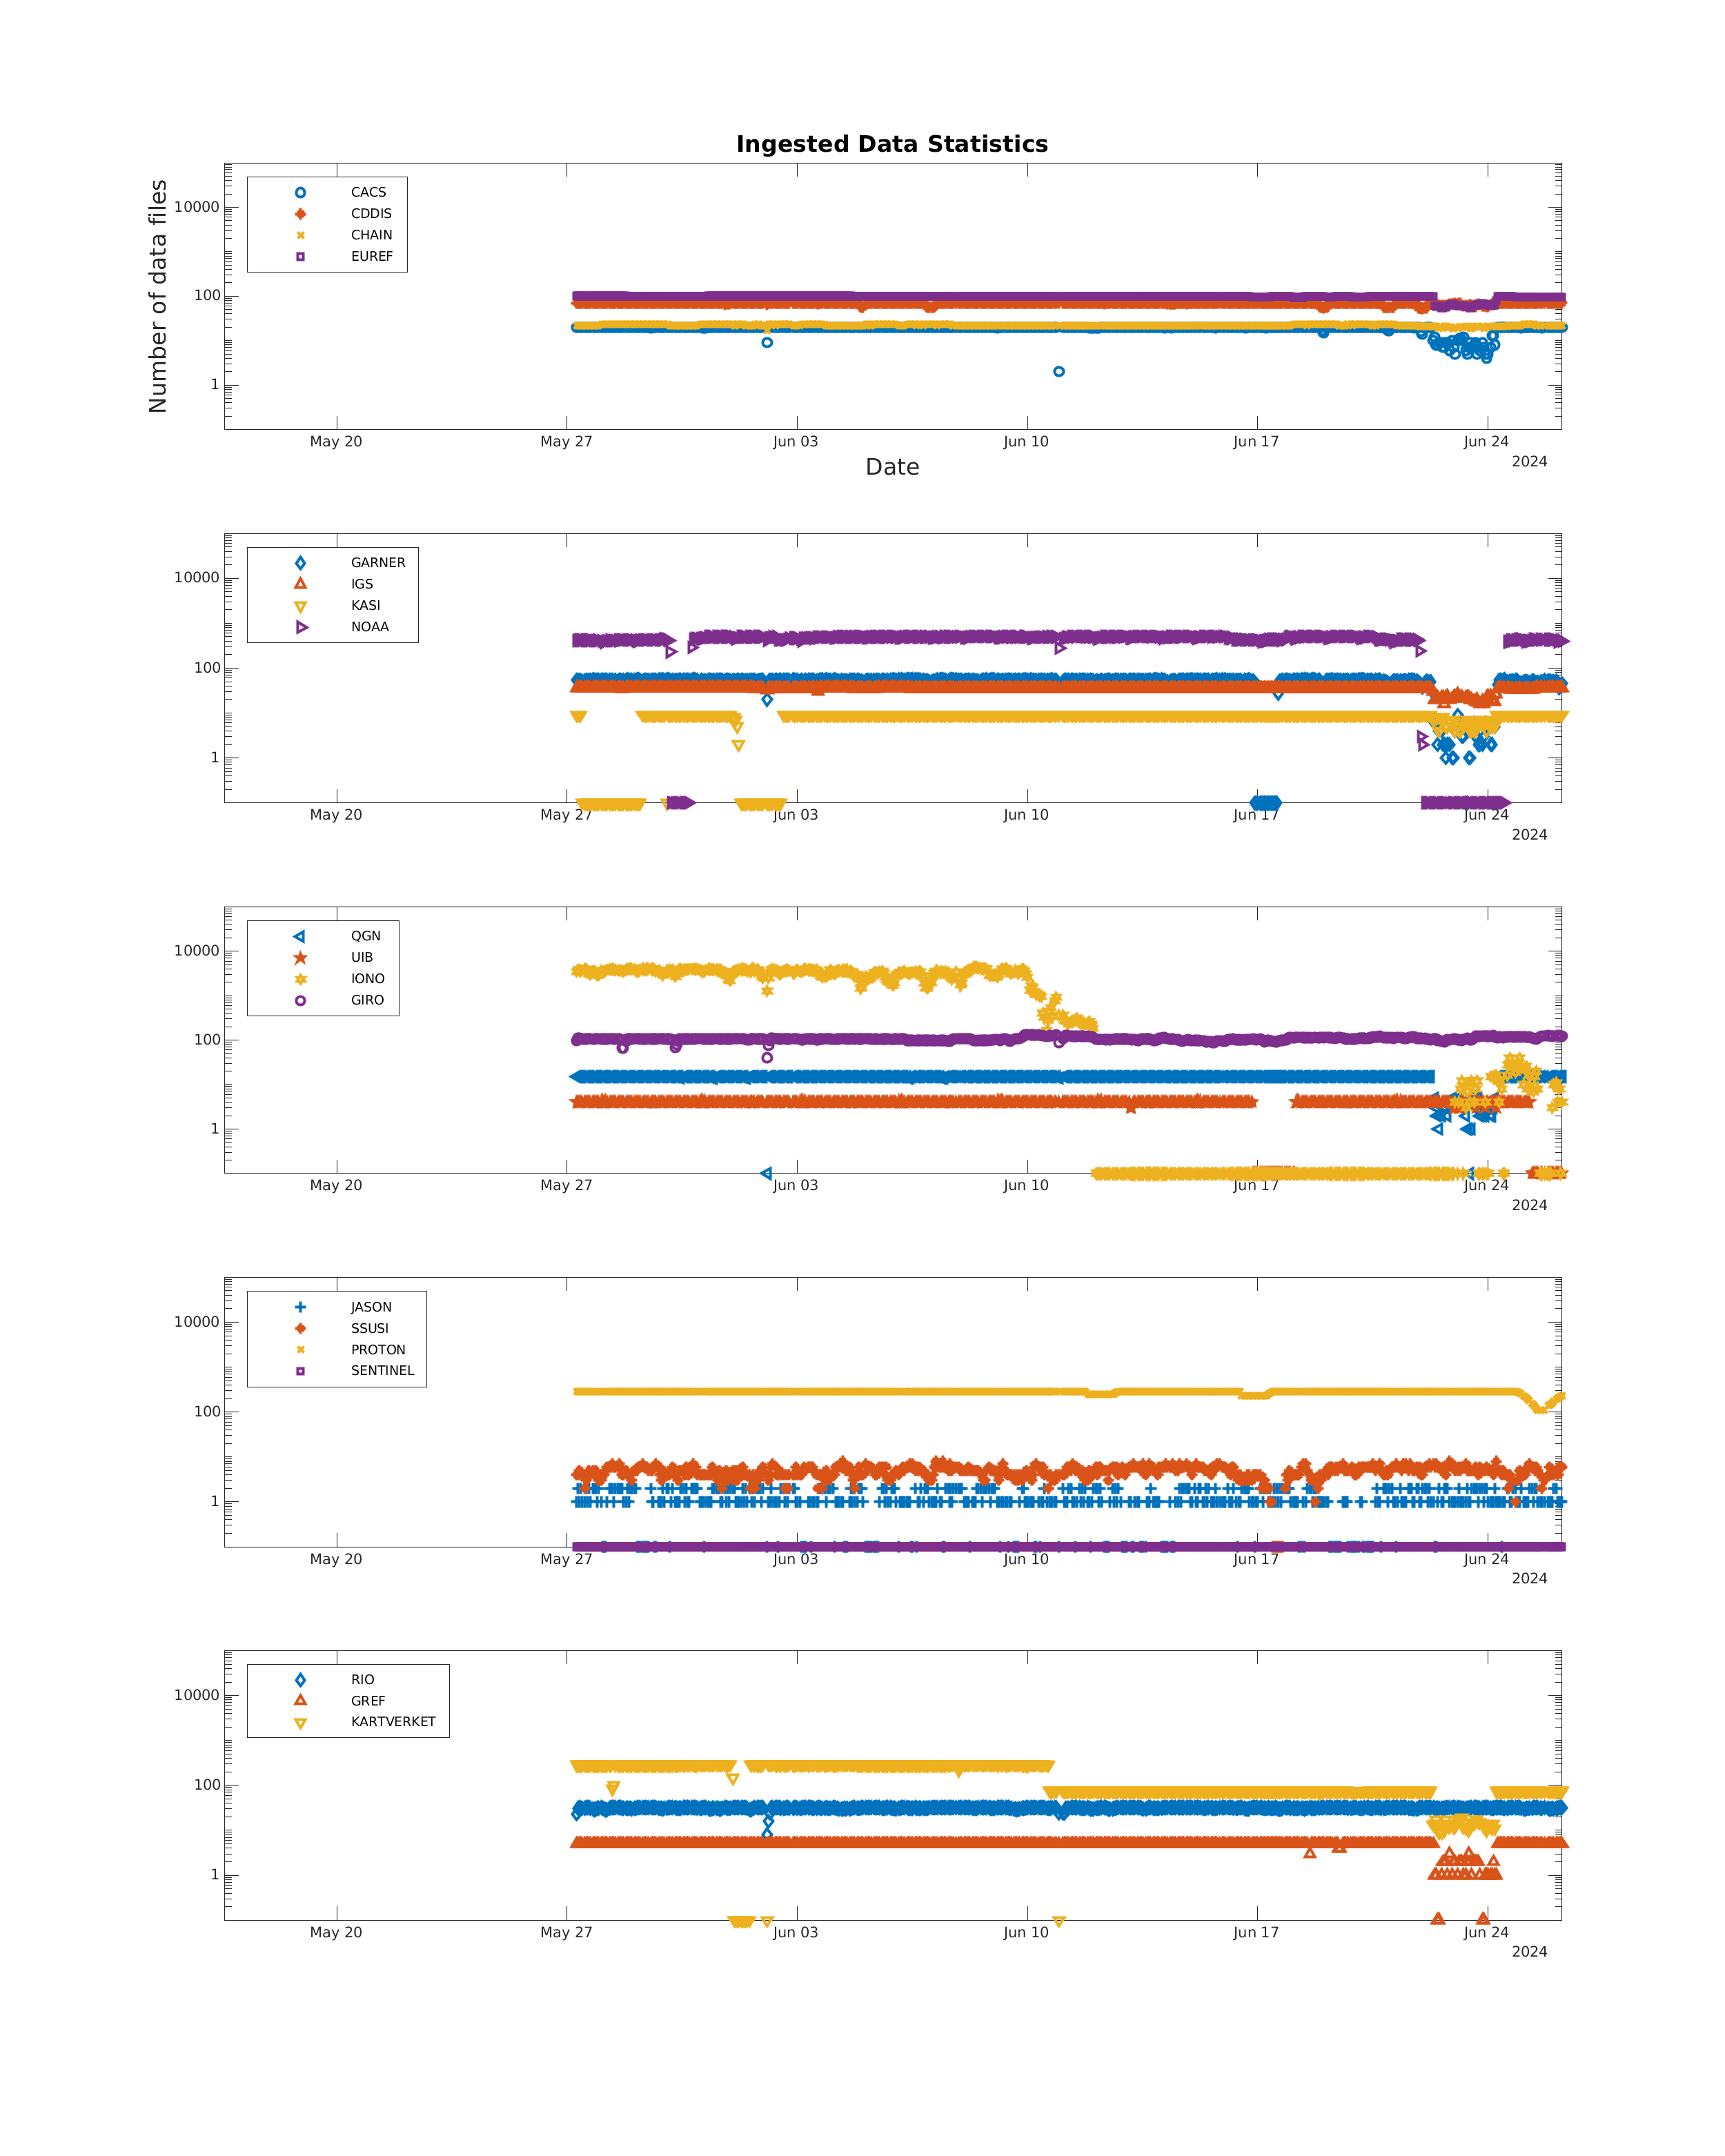 Ingested Data Statistics
Number of data files
CACS
CDDIS
CHAIN
EUREF
10000
100
1
May 20 May 27 Jun 03 Jun 10 Jun 17 Jun 24
2024
Date
GARNER
IGS
KASI
NOAA
10000
100
1
May 20 May 27 Jun 03 Jun 10 Jun 17 Jun 24
2024
QGN
UIB
IONO
GIRO
10000
100
1
May 20 May 27 Jun 03 Jun 10 Jun 17 Jun 24
2024
JASON
SSUSI
PROTON
SENTINEL
10000
100
1
May 20 May 27 Jun 03 Jun 10 Jun 17 Jun 24
2024
RIO
GREF
KARTVERKET
10000
100
1
May 20 May 27 Jun 03 Jun 10 Jun 17 Jun 24
2024